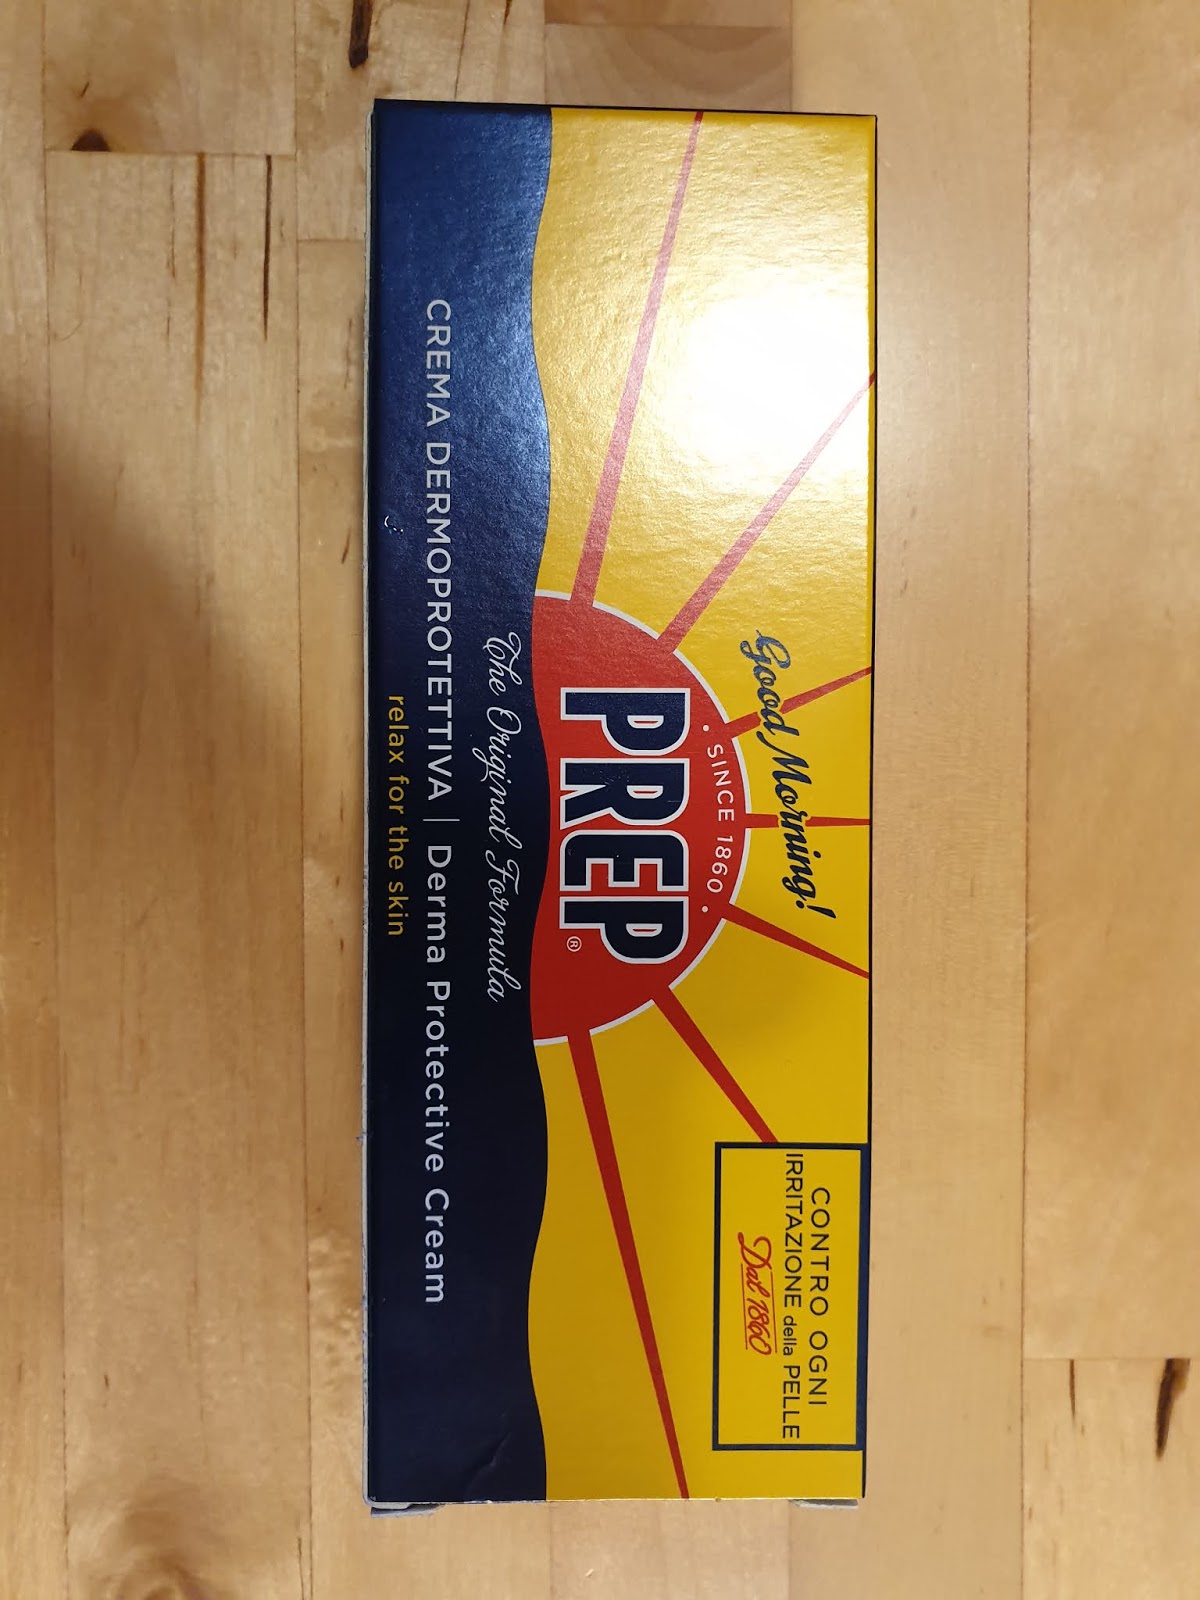 Good Morning!
CONTRO OGNI
IRRITAZIONE della PELLE
Dal 1860
• SINCE 1860 •
PREP®
The Original Formula
CREMA DERMOPROTETTIVA | Derma Protective Cream
relax for the skin